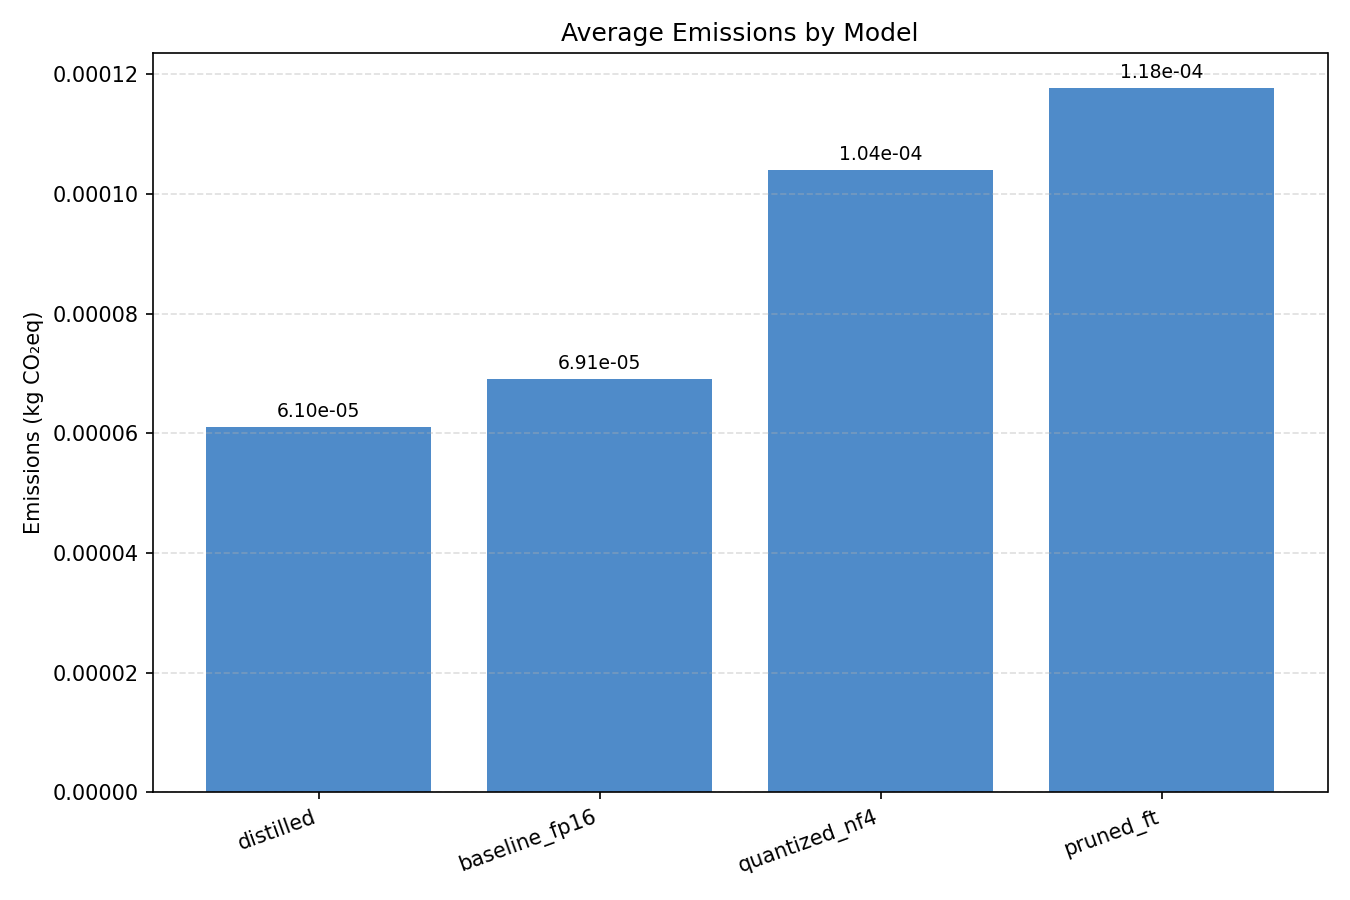 Average Emissions by Model
Emissions (kg CO₂eq)
0.00012
0.00010
0.00008
0.00006
0.00004
0.00002
0.00000
6.10e-05
6.91e-05
1.04e-04
1.18e-04
distilled
baseline_fp16
quantized_nf4
pruned_ft